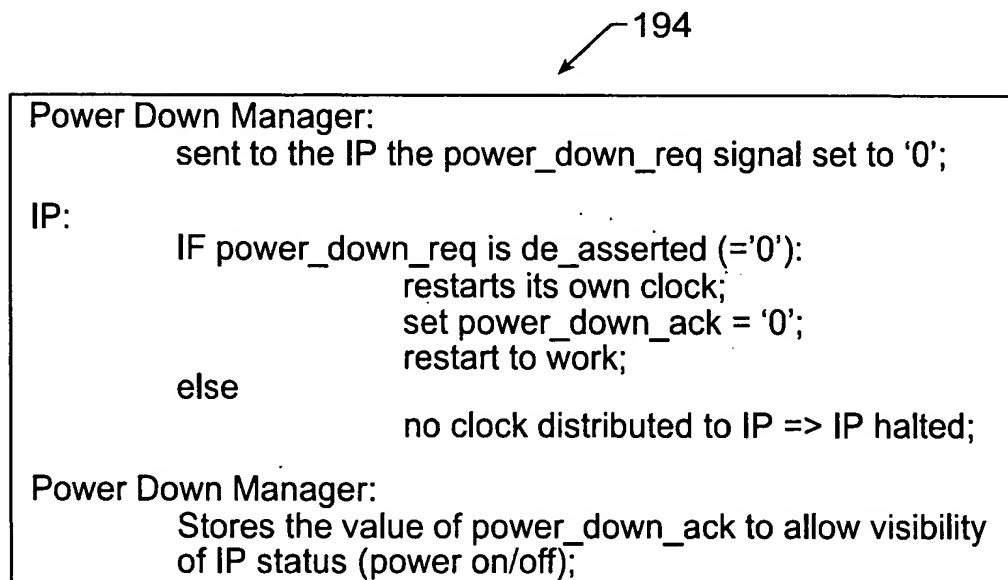 194
Power Down Manager:
sent to the IP the power_down_req signal set to ‘0’;
IP:
IF power_down_req is de_asserted (=’0’):
restarts its own clock;
set power_down_ack = ‘0’;
restart to work;
else
no clock distributed to IP => IP halted;
Power Down Manager:
Stores the value of power_down_ack to allow visibility
of IP status (power on/off);